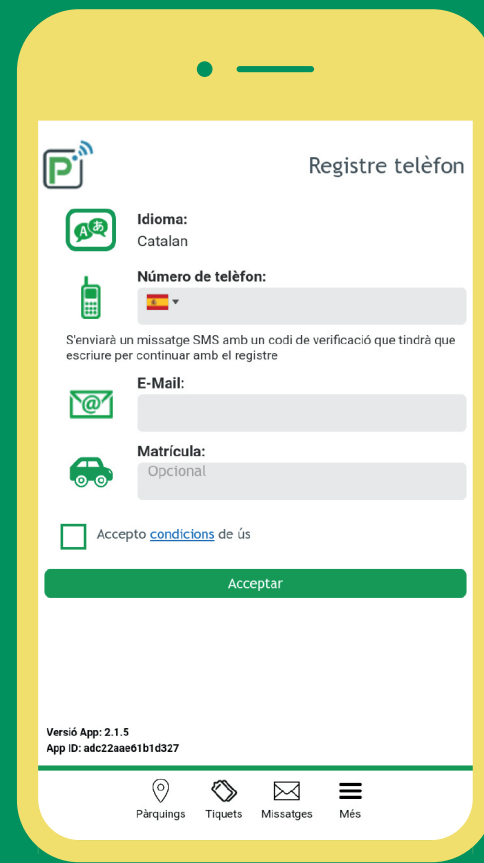 P
Registre telèfon
Idioma:
Catalan
Número de telèfon:
S'enviarà un missatge SMS amb un codi de verificació que tindrà que
escriure per continuar amb el registre
E-Mail:
Matrícula:
Opcional
Accepto condicions de ús
Acceptar
Versió App: 2.1.5
App ID: adc22aae61b1d327
Pàrquings Tiquets Missatges Més